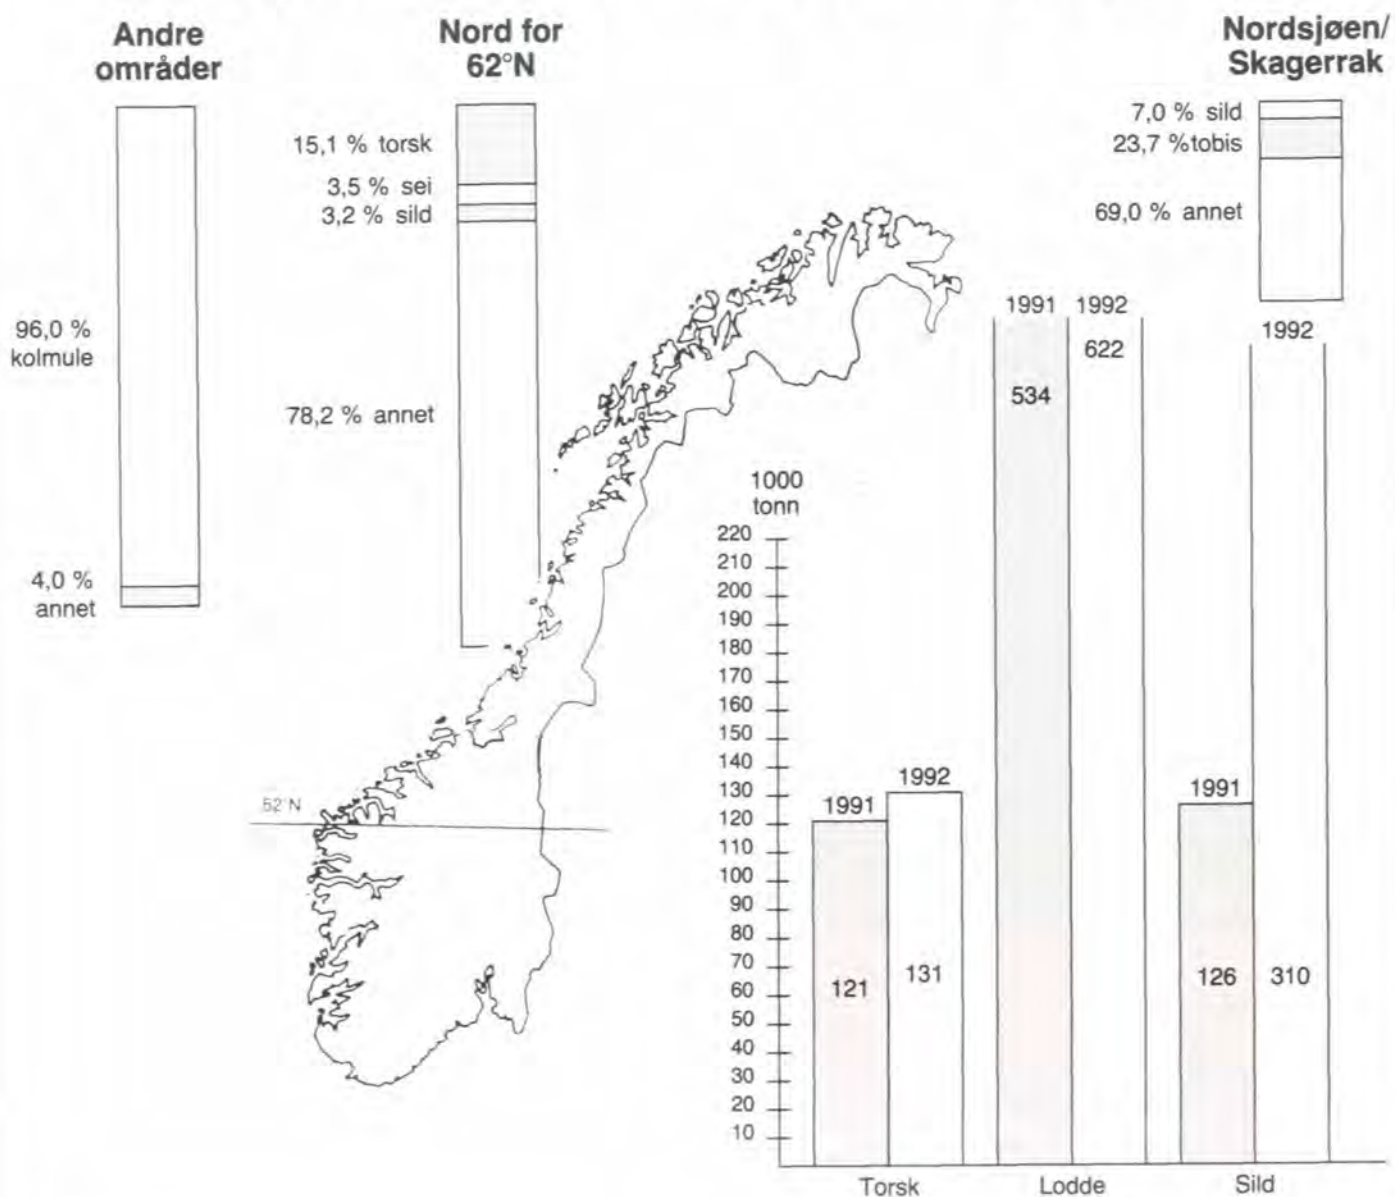 Andre
områder
96,0 %
kolmule
4,0 %
annet
Nord for
62°N
15,1 % torsk
3,5 % sei
3,2 % sild
78,2 % annet
Nordsjøen/
Skagerrak
7,0 % sild
23,7 %tobis
69,0 % annet
52°N
1000
tonn
220
210
200
190
180
170
160
150
140
130
120
110
100
90
80
70
60
50
40
30
20
10
1991
121
1992
131
Torsk
1991
534
1992
622
Lodde
1991
126
1992
310
Sild